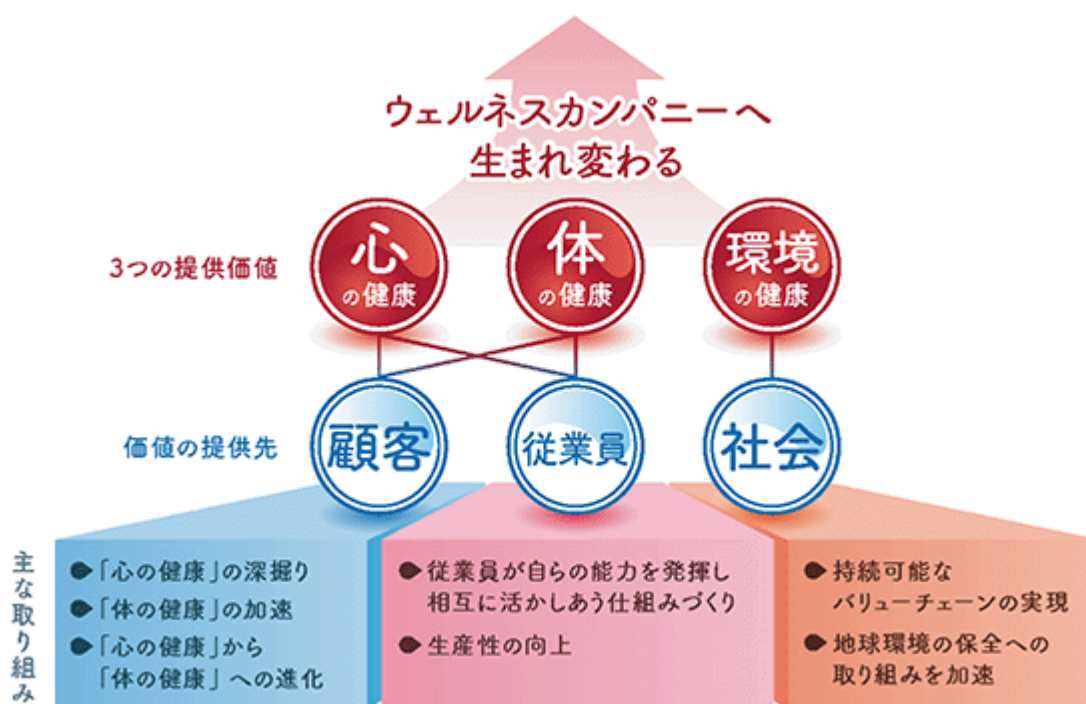 ウェルネスカンパニーへ
生まれ変わる
3つの提供価値
心
の健康
体
の健康
環境
の健康
価値の提供先
顧客
従業員
社会
主な取り組み
●「心の健康」の深掘り
●「体の健康」の加速
●「心の健康」から
「体の健康」への進化
●従業員が自らの能力を発揮し
相互に活かしあう仕組みづくり
●生産性の向上
●持続可能な
バリューチェーンの実現
●地球環境の保全への
取り組みを加速